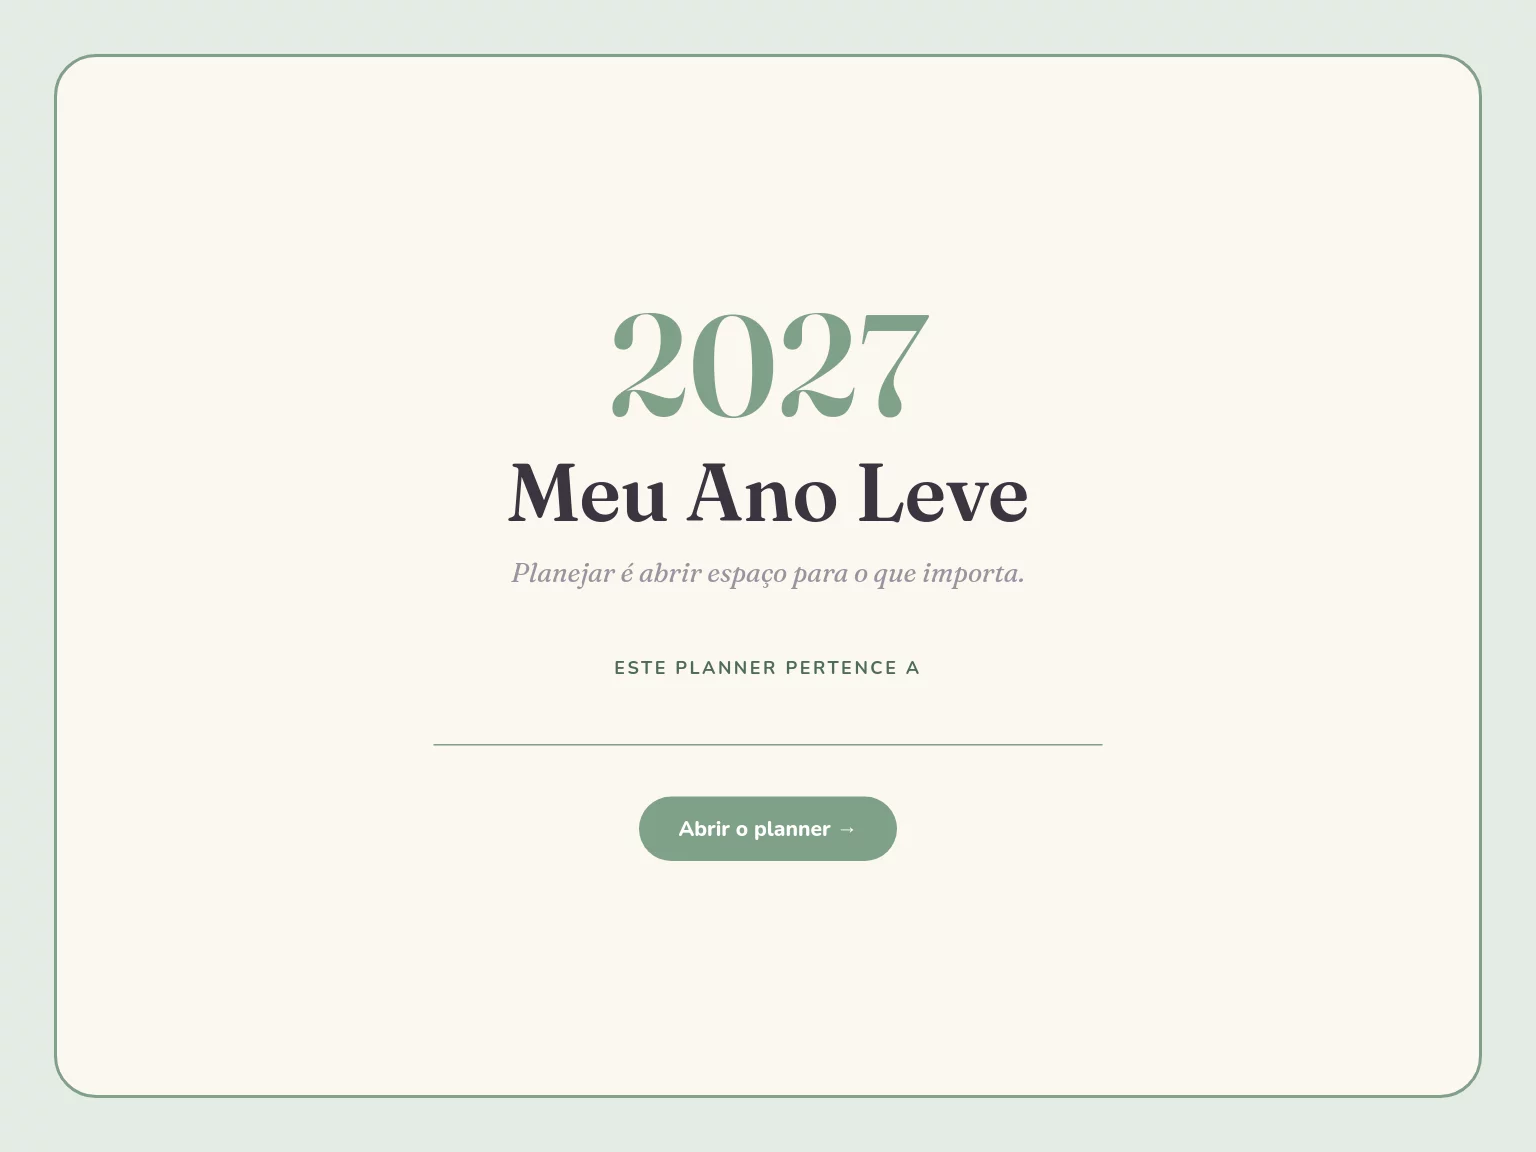 2027
Meu Ano Leve
Planejar é abrir espaço para o que importa.
ESTE PLANNER PERTENCE A
Abrir o planner →